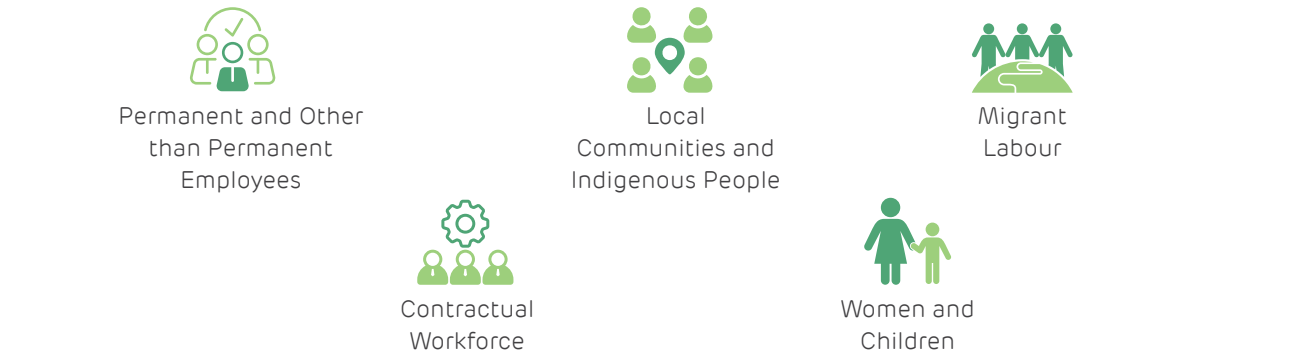 Permanent and Other
than Permanent
Employees
Local
Communities and
Indigenous People
Migrant
Labour
Contractual
Workforce
Women and
Children